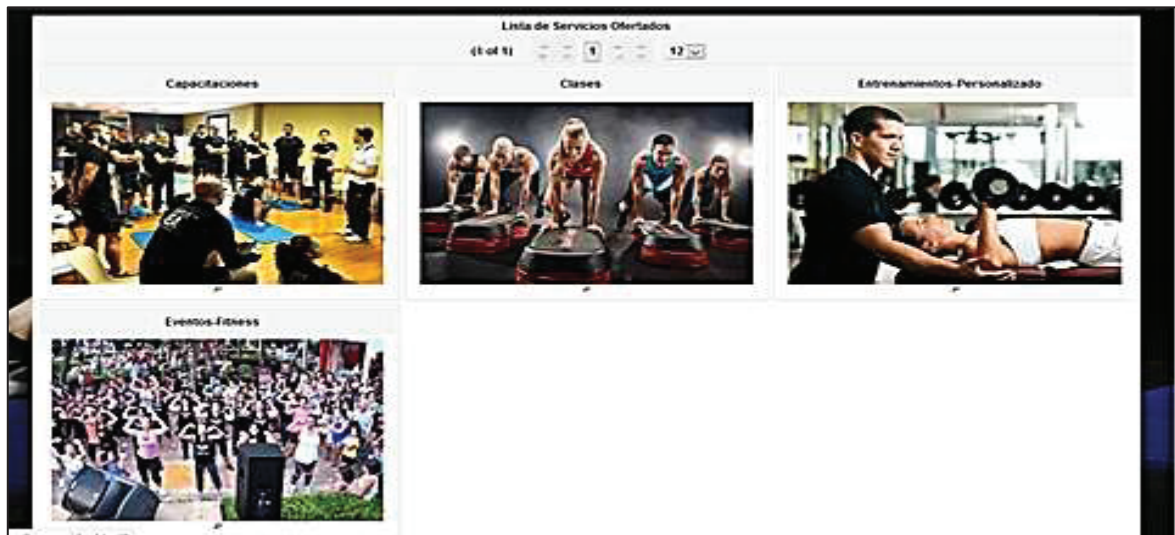 Lista de Servicios Ofertados
(1 of 1) 1 12
Capacitaciones Clases Entrenamientos-Personalizado
Eventos-Fitness